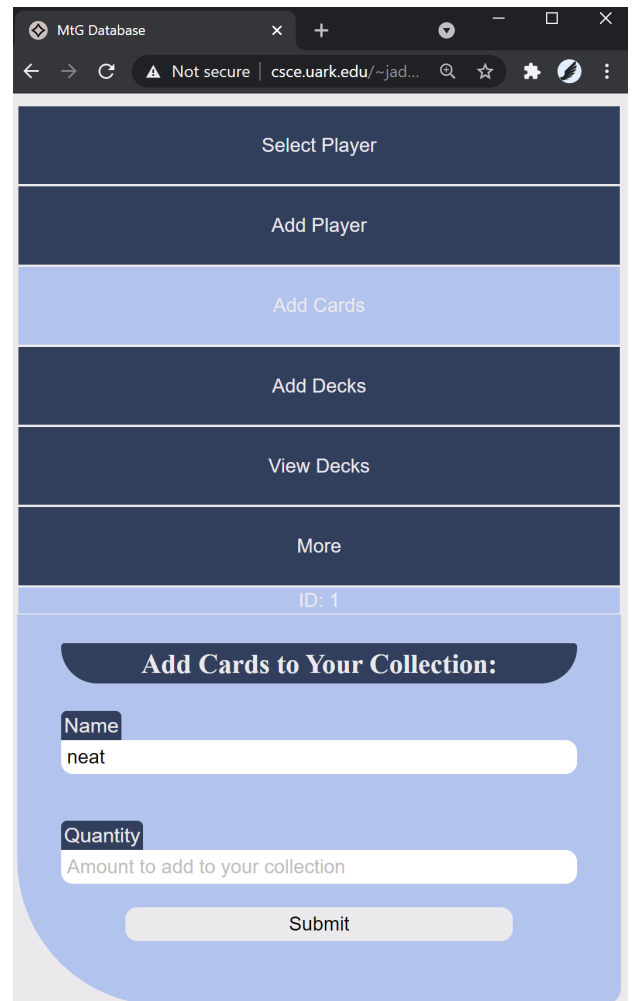 MtG Database
Not secure | csce.uark.edu/~jad...
Select Player
Add Player
Add Cards
Add Decks
View Decks
More
ID: 1
Add Cards to Your Collection:
Name
neat
Quantity
Amount to add to your collection
Submit